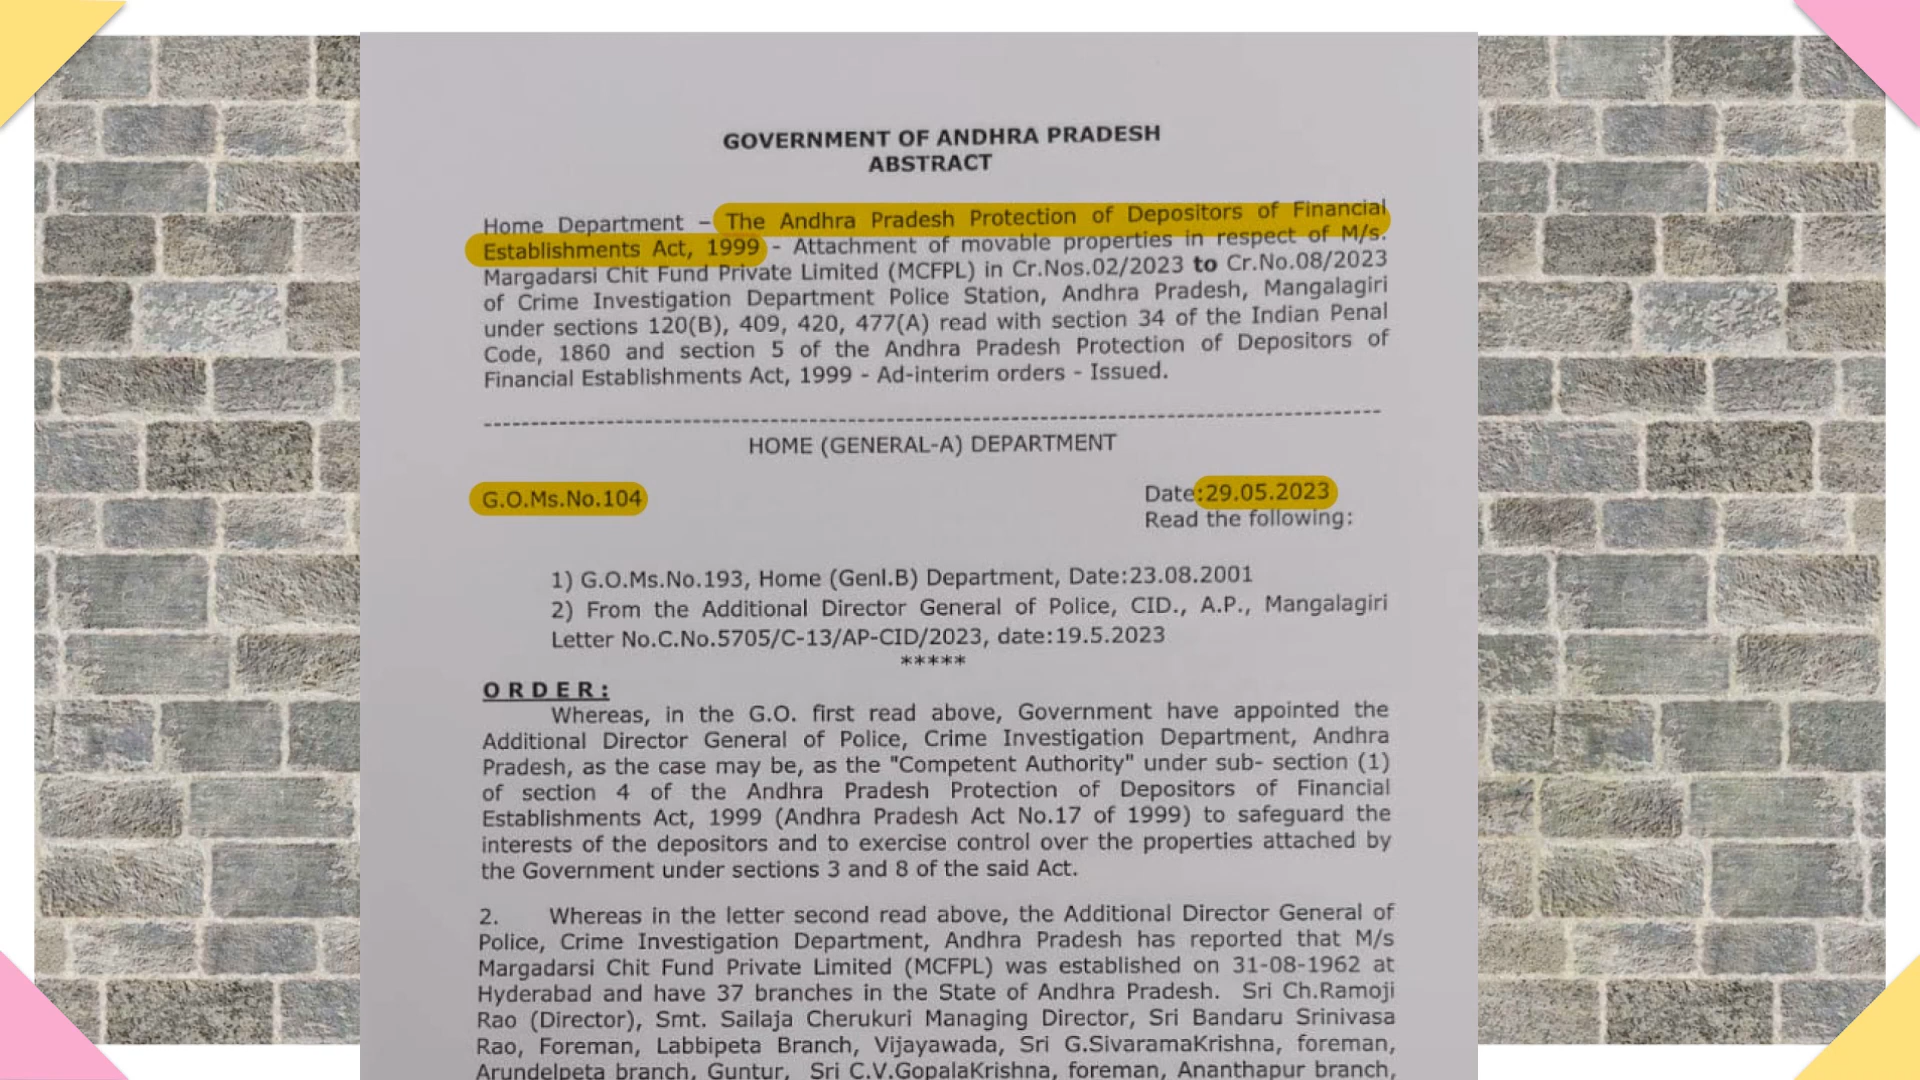 GOVERNMENT OF ANDHRA PRADESH
ABSTRACT
Home Department – The Andhra Pradesh Protection of Depositors of Financial
Establishments Act, 1999 - Attachment of movable properties in respect of M/s.
Margadarsi Chit Fund Private Limited (MCFPL) in Cr.Nos.02/2023 to Cr.No.08/2023
of Crime Investigation Department Police Station, Andhra Pradesh, Mangalagiri
under sections 120(B), 409, 420, 477(A) read with section 34 of the Indian Penal
Code, 1860 and section 5 of the Andhra Pradesh Protection of Depositors of
Financial Establishments Act, 1999 - Ad-interim orders - Issued.
--------------------------------------------------------------------------------
HOME (GENERAL-A) DEPARTMENT
G.O.Ms.No.104
Date:29.05.2023
Read the following:
1) G.O.Ms.No.193, Home (Genl.B) Department, Date:23.08.2001
2) From the Additional Director General of Police, CID., A.P., Mangalagiri
Letter No.C.No.5705/C-13/AP-CID/2023, date:19.5.2023
*****
ORDER:
Whereas, in the G.O. first read above, Government have appointed the
Additional Director General of Police, Crime Investigation Department, Andhra
Pradesh, as the case may be, as the "Competent Authority" under sub- section (1)
of section 4 of the Andhra Pradesh Protection of Depositors of Financial
Establishments Act, 1999 (Andhra Pradesh Act No.17 of 1999) to safeguard the
interests of the depositors and to exercise control over the properties attached by
the Government under sections 3 and 8 of the said Act.
2. Whereas in the letter second read above, the Additional Director General of
Police, Crime Investigation Department, Andhra Pradesh has reported that M/s
Margadarsi Chit Fund Private Limited (MCFPL) was established on 31-08-1962 at
Hyderabad and have 37 branches in the State of Andhra Pradesh. Sri Ch.Ramoji
Rao (Director), Smt. Sailaja Cherukuri Managing Director, Sri Bandaru Srinivasa
Rao, Foreman, Labbipeta Branch, Vijayawada, Sri G.SivaramaKrishna, foreman,
Arundelpeta branch, Guntur, Sri C.V.GopalaKrishna, foreman, Ananthapur branch,